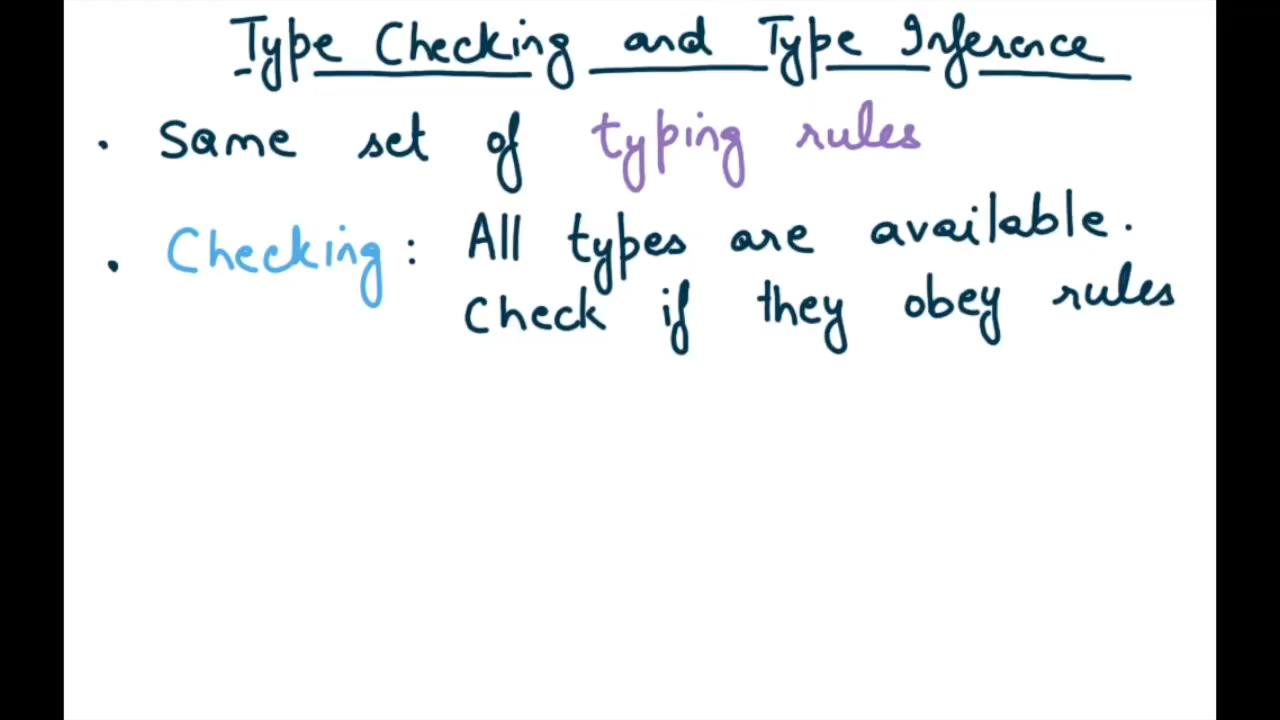 Type Checking and Type Inference
• Same set of typing rules
• Checking: All types are available.
Check if they obey rules